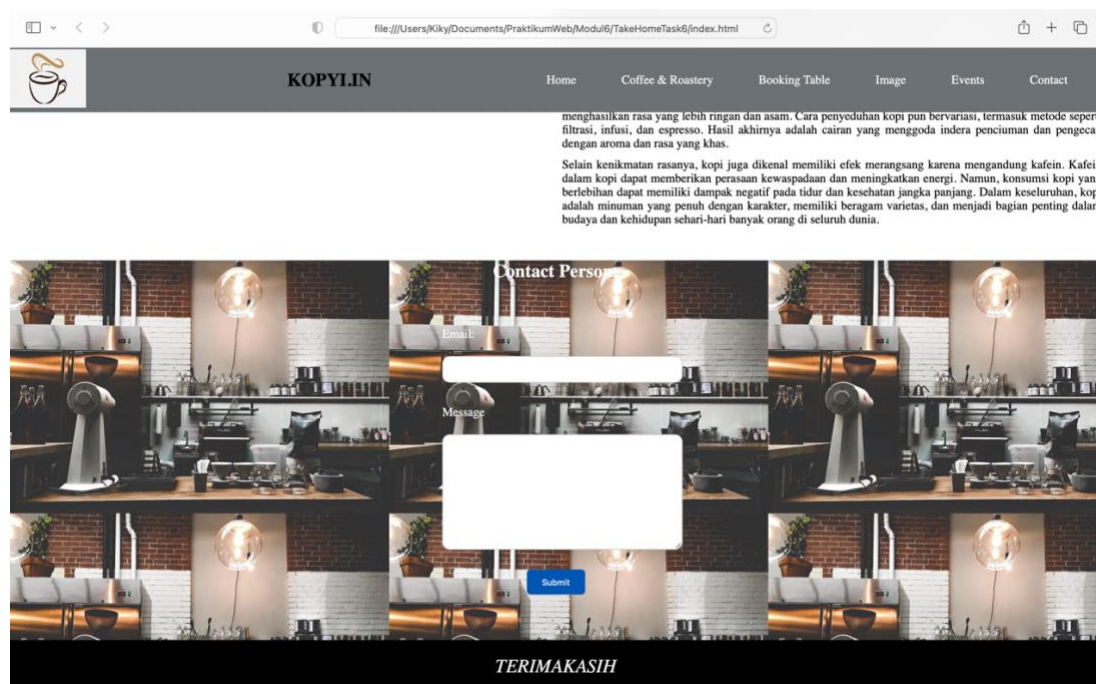 file:///Users/Kiky/Documents/PraktikumWeb/Modul6/TakeHomeTask6/index.html
KOPYI.IN
Home Coffee & Roastery Booking Table Image Events Contact
menghasilkan rasa yang lebih ringan dan asam. Cara penyeduhan kopi pun bervariasi, termasuk metode seper
filtrasi, infusi, dan espresso. Hasil akhirnya adalah cairan yang menggoda indera penciuman dan pengeca
dengan aroma dan rasa yang khas.
Selain kenikmatan rasanya, kopi juga dikenal memiliki efek merangsang karena mengandung kafein. Kafei
dalam kopi dapat memberikan perasaan kewaspadaan dan meningkatkan energi. Namun, konsumsi kopi yan
berlebihan dapat memiliki dampak negatif pada tidur dan kesehatan jangka panjang. Dalam keseluruhan, kop
adalah minuman yang penuh dengan karakter, memiliki beragam varietas, dan menjadi bagian penting dalam
budaya dan kehidupan sehari-hari banyak orang di seluruh dunia.
Contact Person
Email:
Message
Submit
TERIMAKASIH